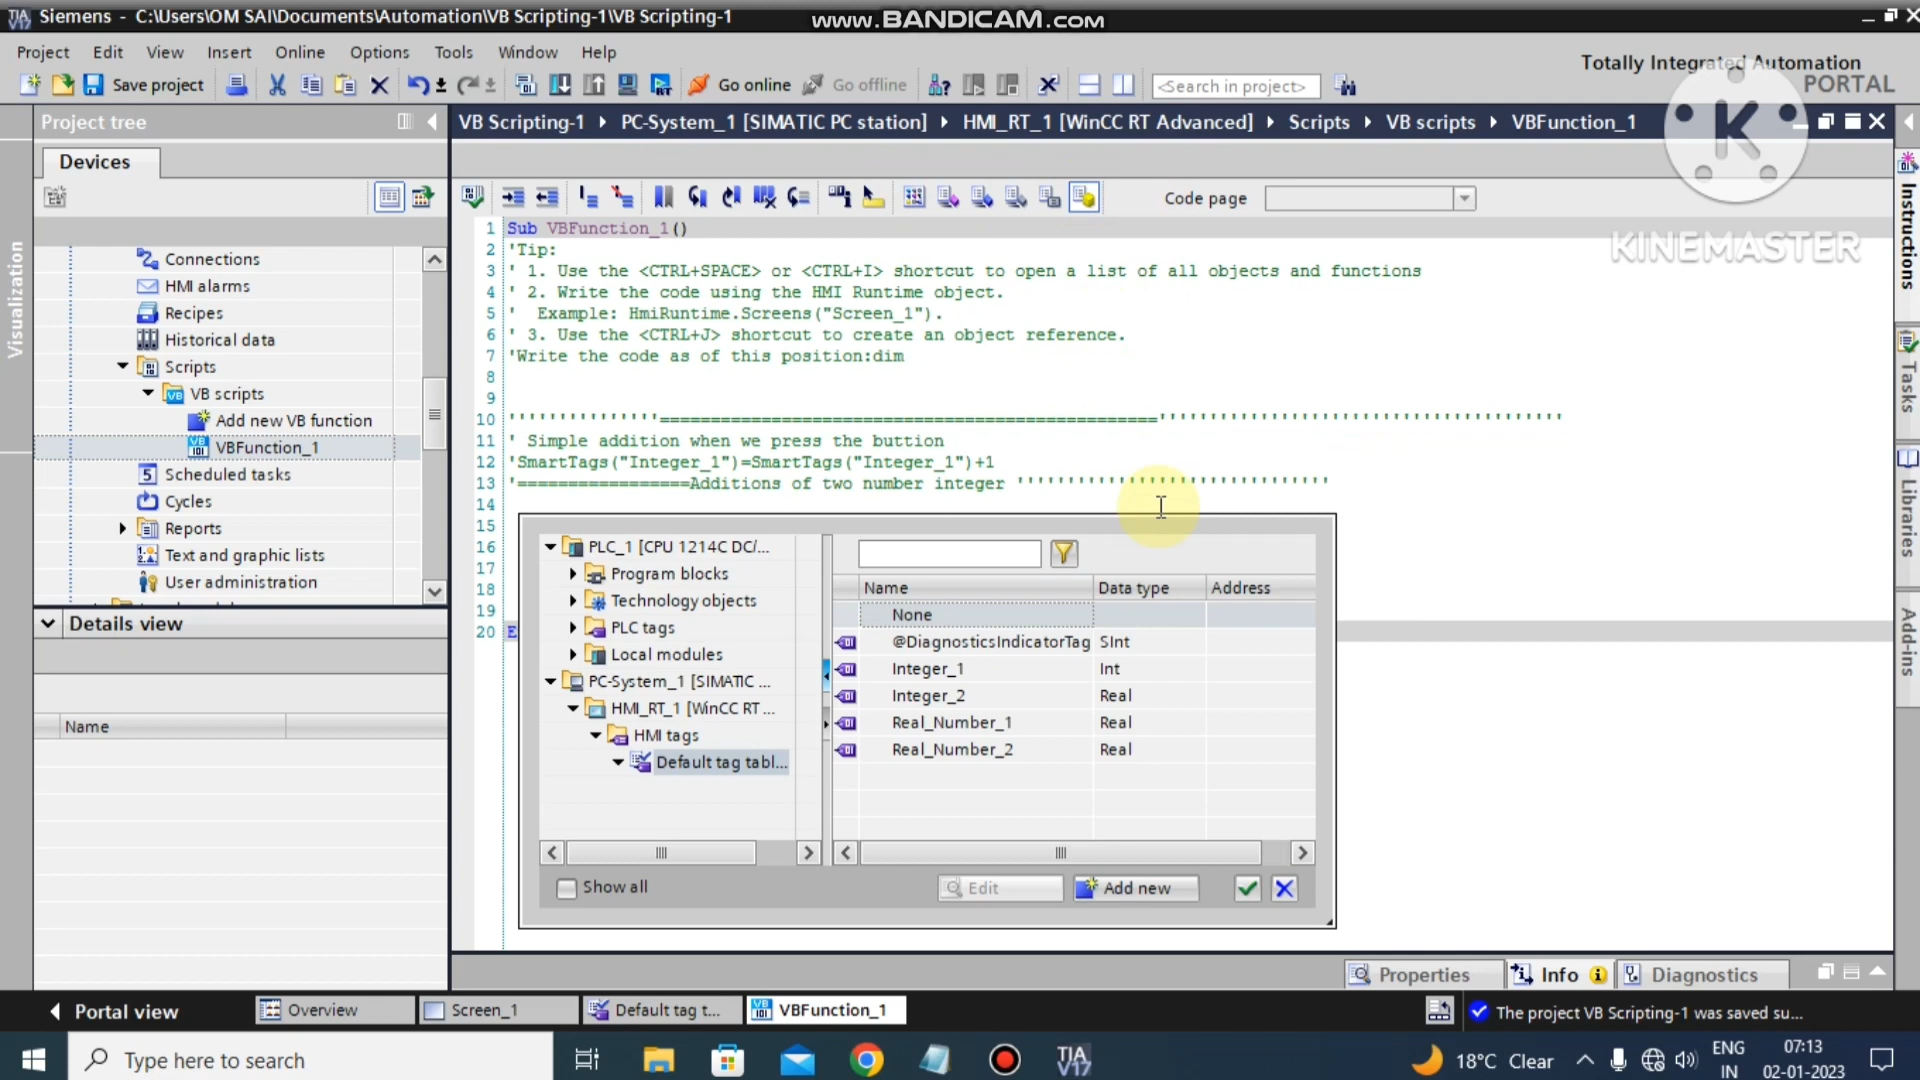 Siemens - C:\Users\OM SAI\Documents\Automation\VB Scripting-1\VB Scripting-1
www.BANDICAM.com
Project Edit View Insert Online Options Tools Window Help
Totally Integrated Automation
PORTAL
Save project
Go online
Go offline
<Search in project>
Project tree
VB Scripting-1 PC-System_1 [SIMATIC PC station] HMI_RT_1 [WinCC RT Advanced] Scripts VB scripts VBFunction_1
K
KINEMASTER
Devices
Code page
Visualization
Connections
HMI alarms
Recipes
Historical data
Scripts
VB scripts
Add new VB function
VBFunction_1
Scheduled tasks
Cycles
Reports
Text and graphic lists
User administration
Details view
Name
1 Sub VBFunction_1()
2 'Tip:
3 ' 1. Use the <CTRL+SPACE> or <CTRL+I> shortcut to open a list of all objects and functions
4 ' 2. Write the code using the HMI Runtime object.
5 '  Example: HmiRuntime.Screens("Screen_1").
6 ' 3. Use the <CTRL+J> shortcut to create an object reference.
7 'Write the code as of this position:dim
8
9
10 '''''''''''''''=================================================''''''''''''''''''''''''''''''''''''''''
11 ' Simple addition when we press the buttion
12 'SmartTags("Integer_1")=SmartTags("Integer_1")+1
13 '=================Additions of two number integer '''''''''''''''''''''''''''''''
14
15
16
17
18
19
20 E
PLC_1 [CPU 1214C DC/...
Program blocks
Technology objects
PLC tags
Local modules
PC-System_1 [SIMATIC ...
HMI_RT_1 [WinCC RT ...
HMI tags
Default tag tabl...
Name Data type Address
None
@DiagnosticsIndicatorTag SInt
Integer_1 Int
Integer_2 Real
Real_Number_1 Real
Real_Number_2 Real
Show all
Edit
Add new
Instructions
Tasks
Libraries
Add-ins
Properties
Info
Diagnostics
Portal view
Overview
Screen_1
Default tag t...
VBFunction_1
The project VB Scripting-1 was saved su...
Type here to search
TIA
V17
18°C Clear
ENG
IN
07:13
02-01-2023